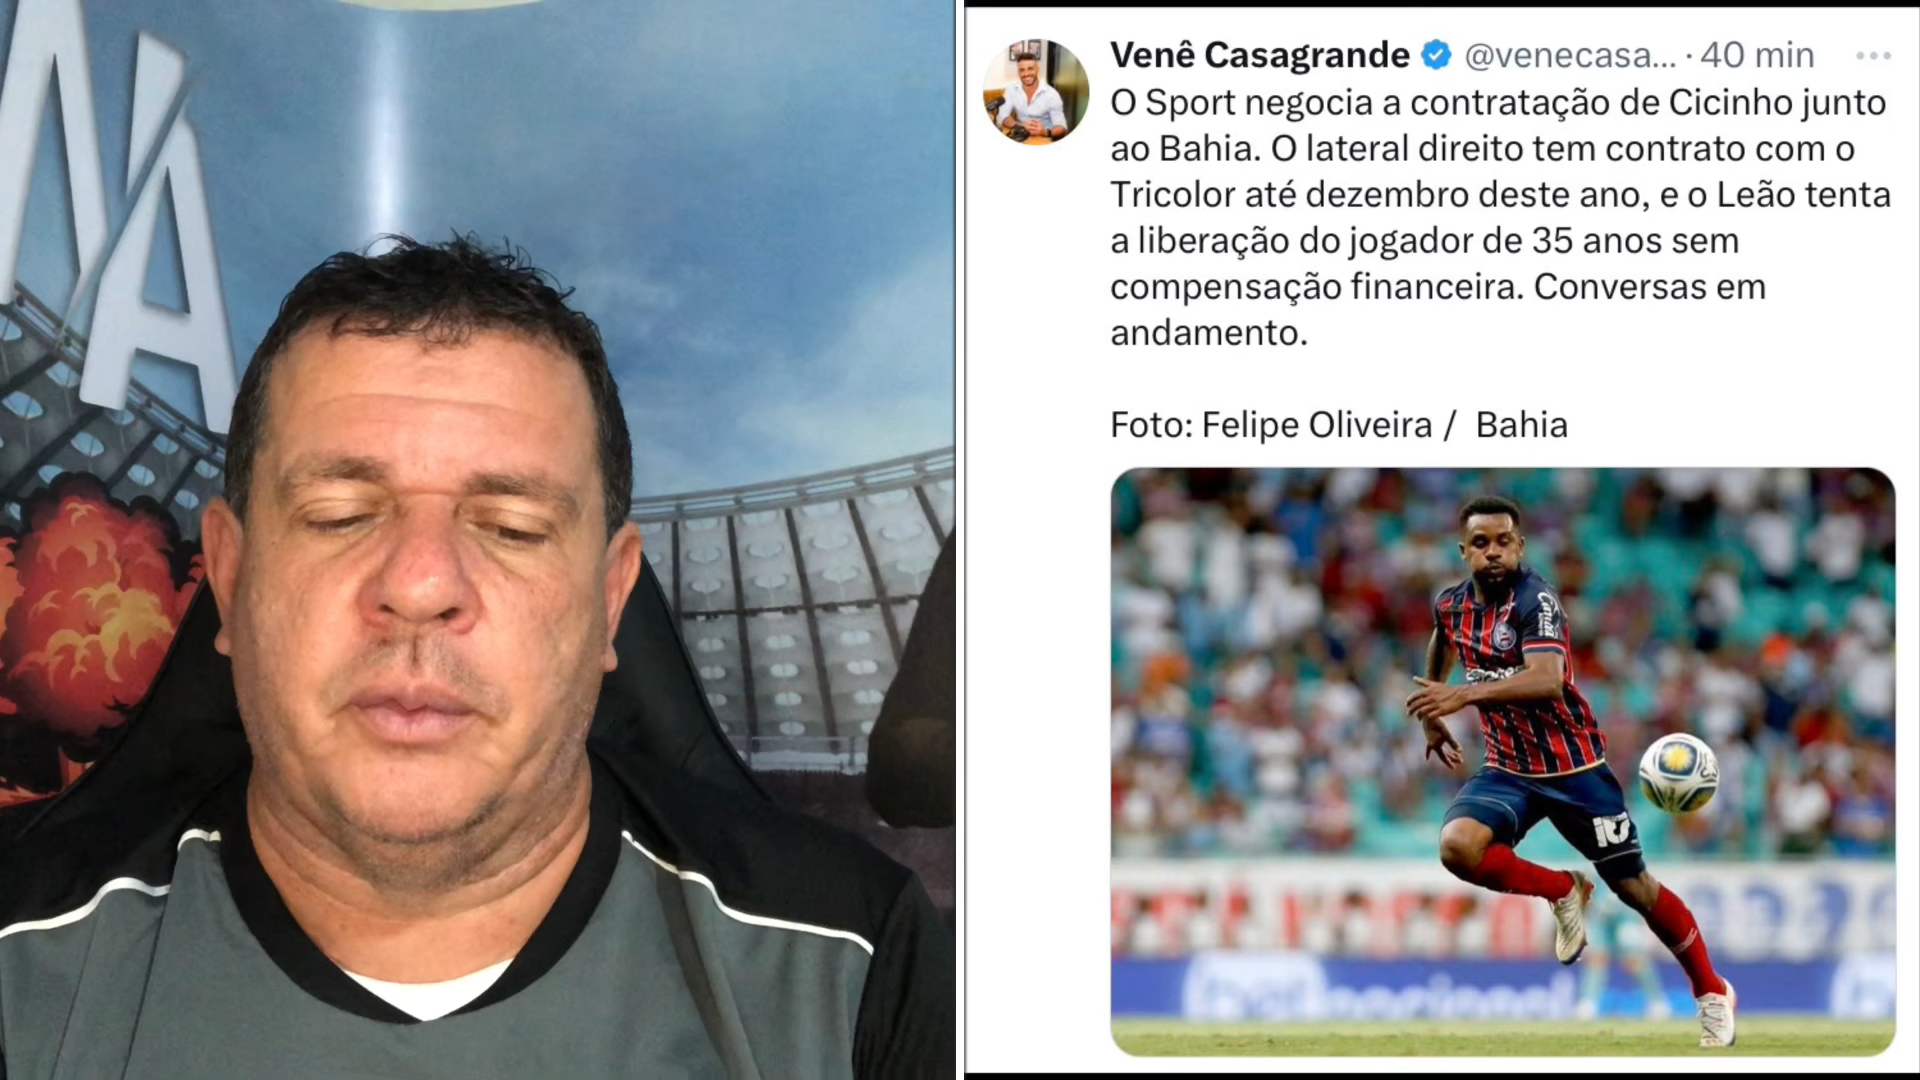 NA
Venê Casagrande @venecasa... · 40 min
O Sport negocia a contratação de Cicinho junto
ao Bahia. O lateral direito tem contrato com o
Tricolor até dezembro deste ano, e o Leão tenta
a liberação do jogador de 35 anos sem
compensação financeira. Conversas em
andamento.
Foto: Felipe Oliveira / Bahia